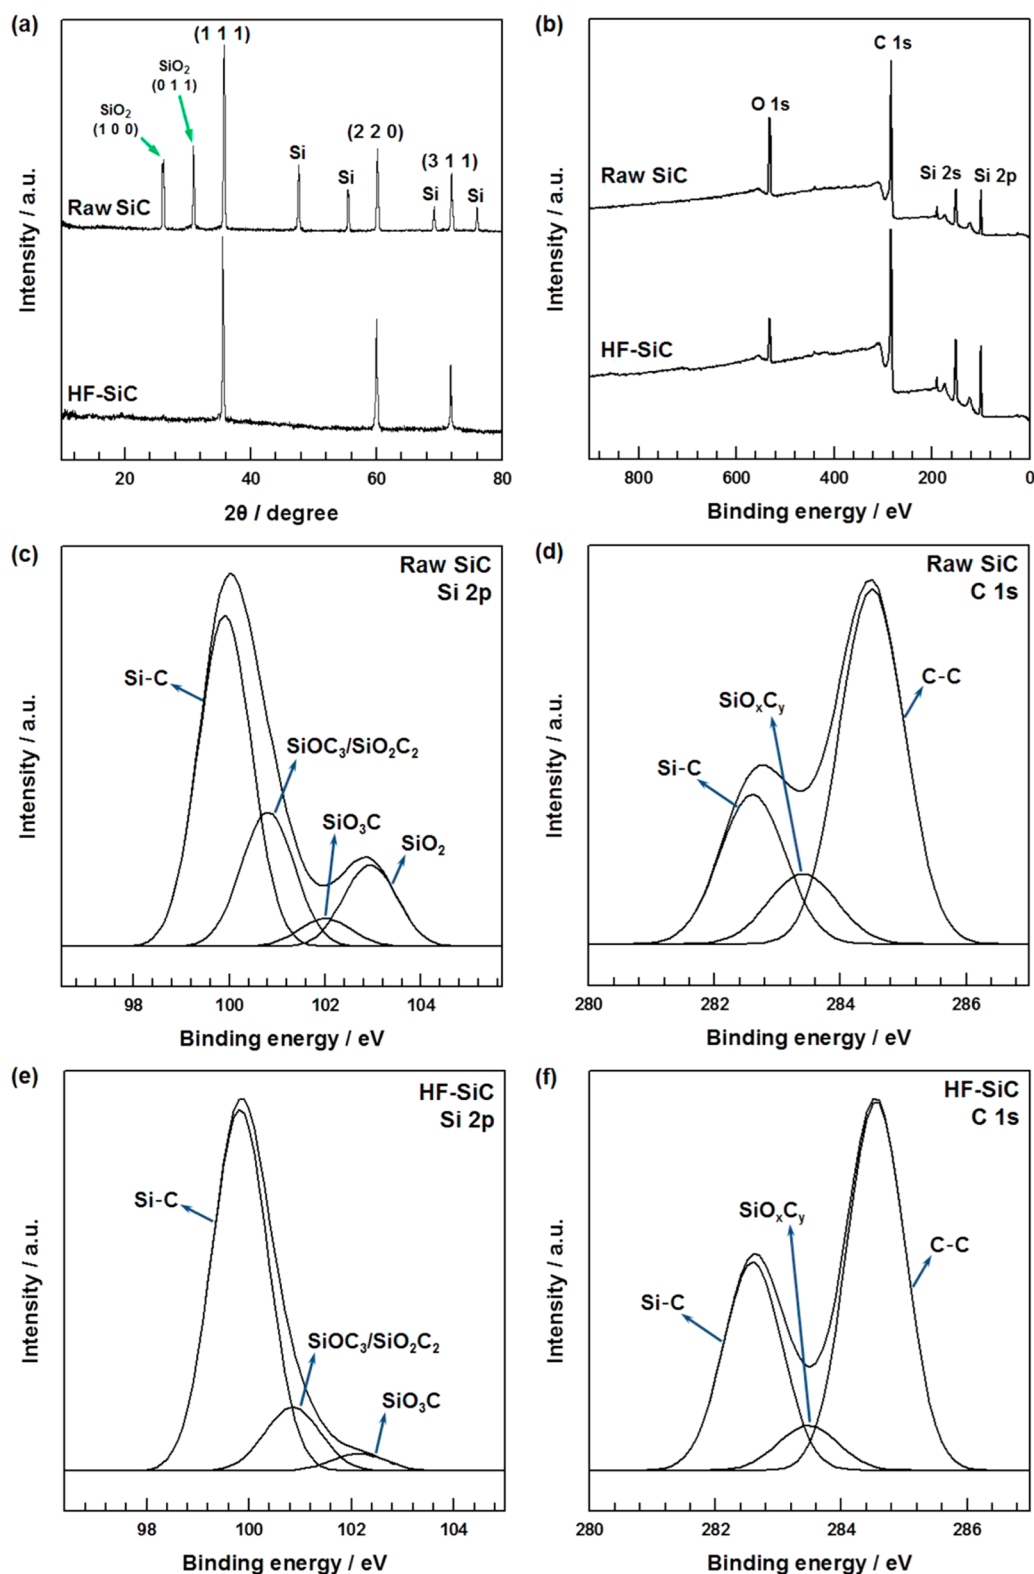 (a)
(1 1 1)
SiO₂
(0 1 1)
SiO₂
(1 0 0)
Si
Si
(2 2 0)
(3 1 1)
Si
Si
Raw SiC
HF-SiC
Intensity / a.u.
20
40
60
80
2θ / degree
(b)
C 1s
O 1s
Si 2s
Si 2p
Raw SiC
HF-SiC
Intensity / a.u.
800
600
400
200
0
Binding energy / eV
(c)
Raw SiC
Si 2p
Si-C
SiOC₃/SiO₂C₂
SiO₃C
SiO₂
Intensity / a.u.
98
100
102
104
Binding energy / eV
(d)
Raw SiC
C 1s
C-C
SiOₓCᵧ
Si-C
Intensity / a.u.
280
282
284
286
Binding energy / eV
(e)
HF-SiC
Si 2p
Si-C
SiOC₃/SiO₂C₂
SiO₃C
Intensity / a.u.
98
100
102
104
Binding energy / eV
(f)
HF-SiC
C 1s
SiOₓCᵧ
C-C
Si-C
Intensity / a.u.
280
282
284
286
Binding energy / eV